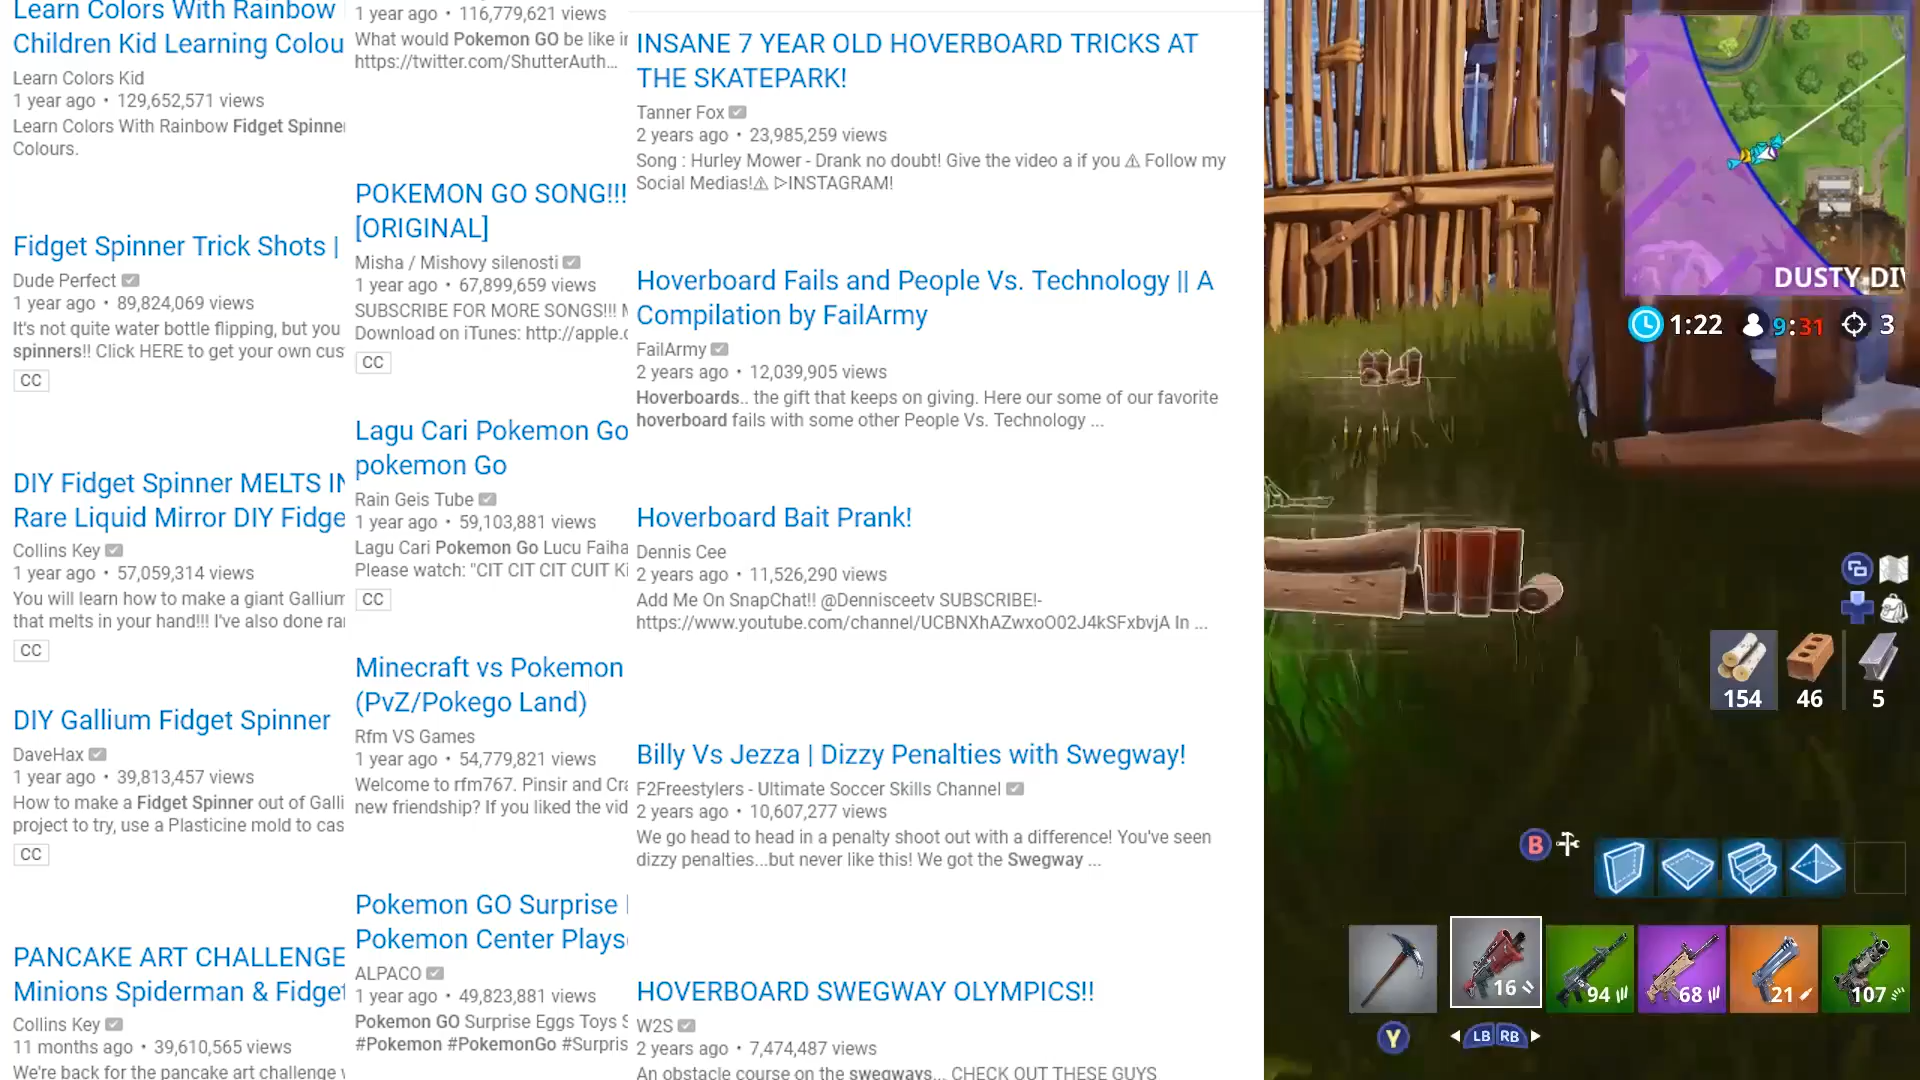 Learn Colors With Rainbow
Children Kid Learning Colou
Learn Colors Kid
1 year ago • 129,652,571 views
Learn Colors With Rainbow Fidget Spinne
Colours.
Fidget Spinner Trick Shots |
Dude Perfect
1 year ago • 89,824,069 views
It's not quite water bottle flipping, but you
spinners!! Click HERE to get your own cus
CC
DIY Fidget Spinner MELTS IN
Rare Liquid Mirror DIY Fidge
Collins Key
1 year ago • 57,059,314 views
You will learn how to make a giant Gallium
that melts in your hand!!! I've also done rai
CC
DIY Gallium Fidget Spinner
DaveHax
1 year ago • 39,813,457 views
How to make a Fidget Spinner out of Galli
project to try, use a Plasticine mold to cas
CC
PANCAKE ART CHALLENGE
Minions Spiderman & Fidget
Collins Key
11 months ago • 39,610,565 views
We're back for the pancake art challenge
1 year ago • 116,779,621 views
What would Pokemon GO be like i
https://twitter.com/ShutterAuth...
POKEMON GO SONG!!!
[ORIGINAL]
Misha / Mishovy silenosti
1 year ago • 67,899,659 views
SUBSCRIBE FOR MORE SONGS!!!
Download on iTunes: http://apple.c
CC
Lagu Cari Pokemon Go
pokemon Go
Rain Geis Tube
1 year ago • 59,103,881 views
Lagu Cari Pokemon Go Lucu Faiha
Please watch: "CIT CIT CIT CUIT Ki
CC
Minecraft vs Pokemon
(PvZ/Pokego Land)
Rfm VS Games
1 year ago • 54,779,821 views
Welcome to rfm767. Pinsir and Cra
new friendship? If you liked the vid
Pokemon GO Surprise
Pokemon Center Plays
ALPACO
1 year ago • 49,823,881 views
Pokemon GO Surprise Eggs Toys S
#Pokemon #PokemonGo #Surpris
INSANE 7 YEAR OLD HOVERBOARD TRICKS AT
THE SKATEPARK!
Tanner Fox
2 years ago • 23,985,259 views
Song : Hurley Mower - Drank no doubt! Give the video a if you ⚠ Follow my
Social Medias!⚠ ▷INSTAGRAM!
Hoverboard Fails and People Vs. Technology || A
Compilation by FailArmy
FailArmy
2 years ago • 12,039,905 views
Hoverboards.. the gift that keeps on giving. Here our some of our favorite
hoverboard fails with some other People Vs. Technology ...
Hoverboard Bait Prank!
Dennis Cee
2 years ago • 11,526,290 views
Add Me On SnapChat!! @Dennisceetv SUBSCRIBE!-
https://www.youtube.com/channel/UCBNXhAZwxoO02J4kSFxbvjA In ...
Billy Vs Jezza | Dizzy Penalties with Swegway!
F2Freestylers - Ultimate Soccer Skills Channel
2 years ago • 10,607,277 views
We go head to head in a penalty shoot out with a difference! You've seen
dizzy penalties...but never like this! We got the Swegway ...
HOVERBOARD SWEGWAY OLYMPICS!!
W2S
2 years ago • 7,474,487 views
An obstacle course on the swegways... CHECK OUT THESE GUYS
DUSTY DIV
1:22 9:31 3
154 46 5
B
16 94 68 21 107
Y LB RB